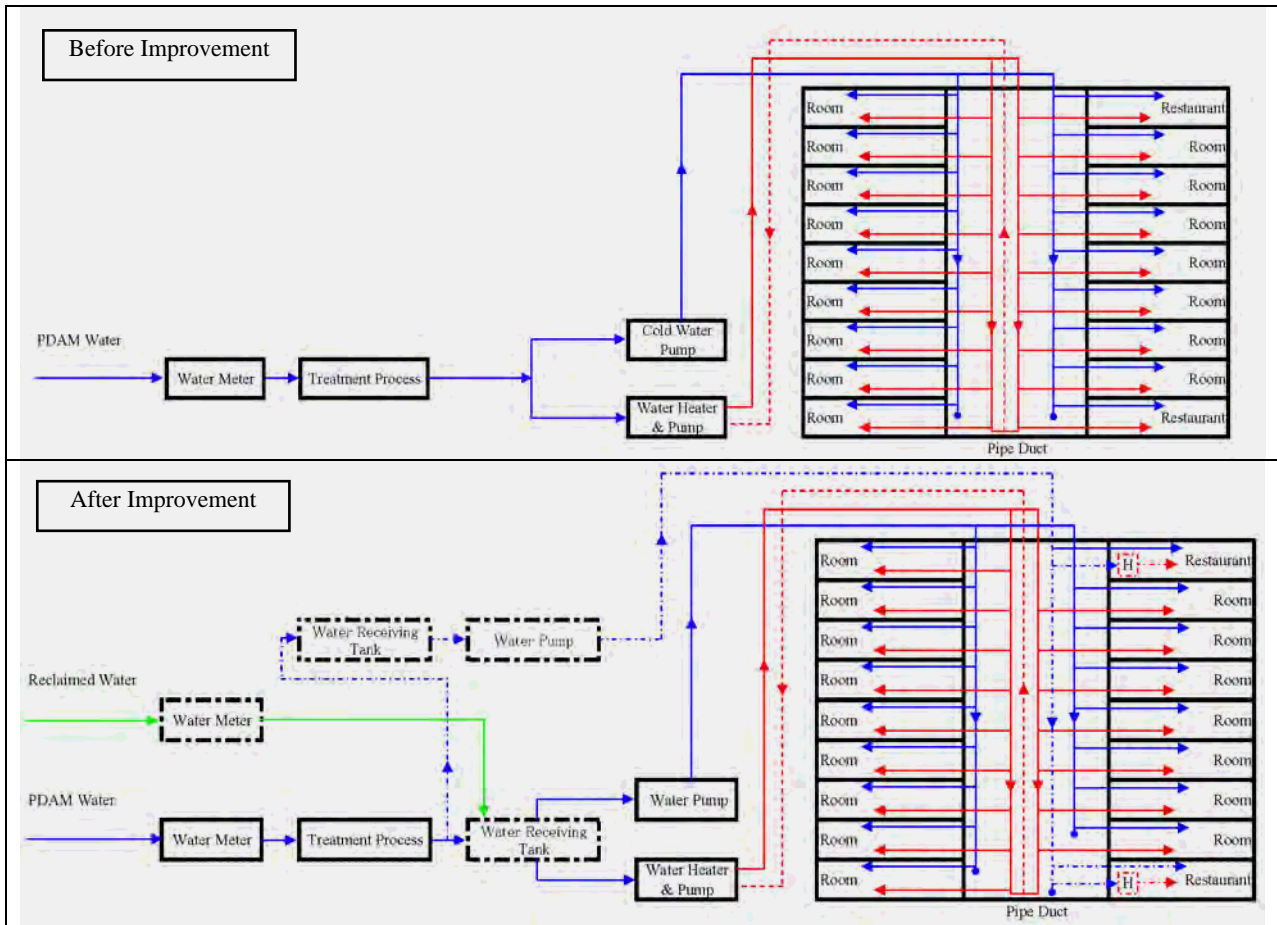 Before Improvement
Room
Restaurant
Room
Room
Room
Room
Room
Room
Room
Room
Room
Room
PDAM Water
Cold Water
Pump
Room
Room
Water Meter
Treatment Process
Room
Room
Water Heater
& Pump
Room
Restaurant
Pipe Duct
After Improvement
Room
H
Restaurant
Room
Room
Water Receiving
Tank
Water Pump
Room
Room
Reclaimed Water
Room
Room
Water Meter
Room
Room
Room
Room
PDAM Water
Water Pump
Room
Room
Water Meter
Treatment Process
Water Receiving
Tank
Room
Room
Water Heater
& Pump
Room
H
Restaurant
Pipe Duct